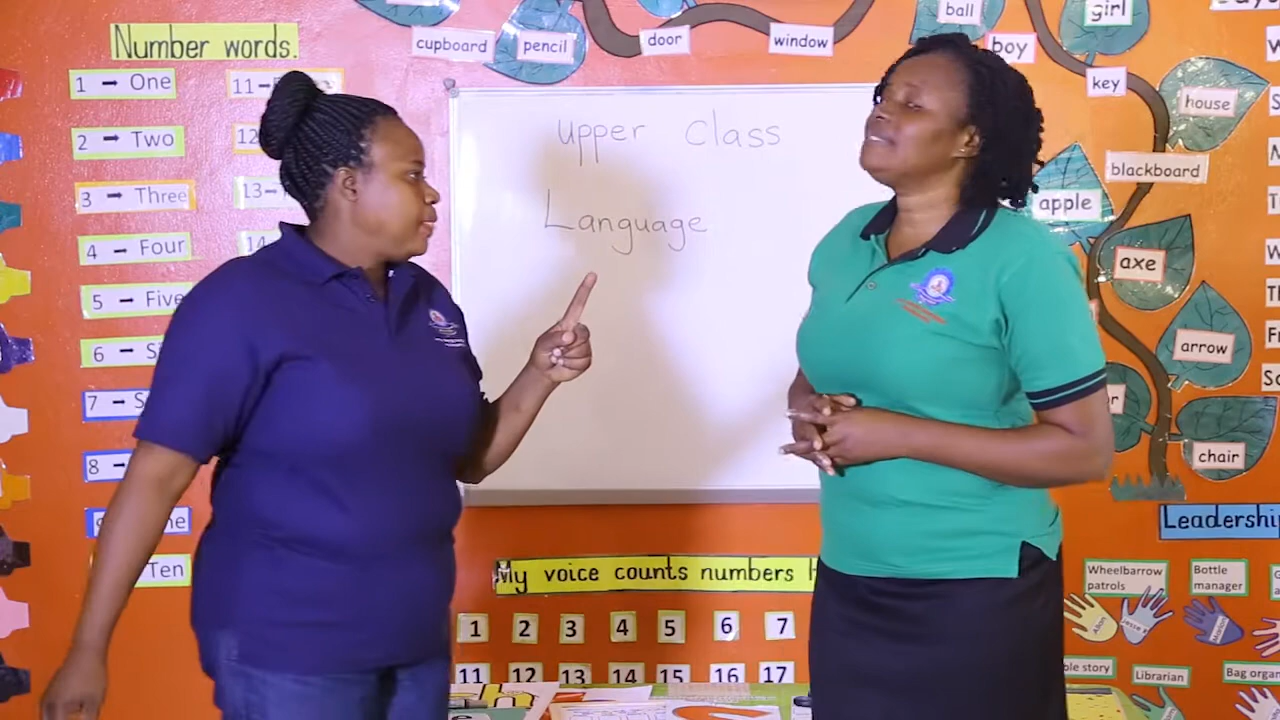 Number words.
1 → One
2 → Two
3 → Three
4 → Four
5 → Five
6 →
7 →
8 →
Ten
11 →
12
13 →
14
cupboard
pencil
door
window
ball
girl
boy
key
house
blackboard
apple
axe
arrow
chair
Upper Class
Language
My voice counts numbers
1 2 3 4 5 6 7
11 12 13 14 15 16 17
Wheelbarrow
patrols
Bottle
manager
story
Librarian
Bag